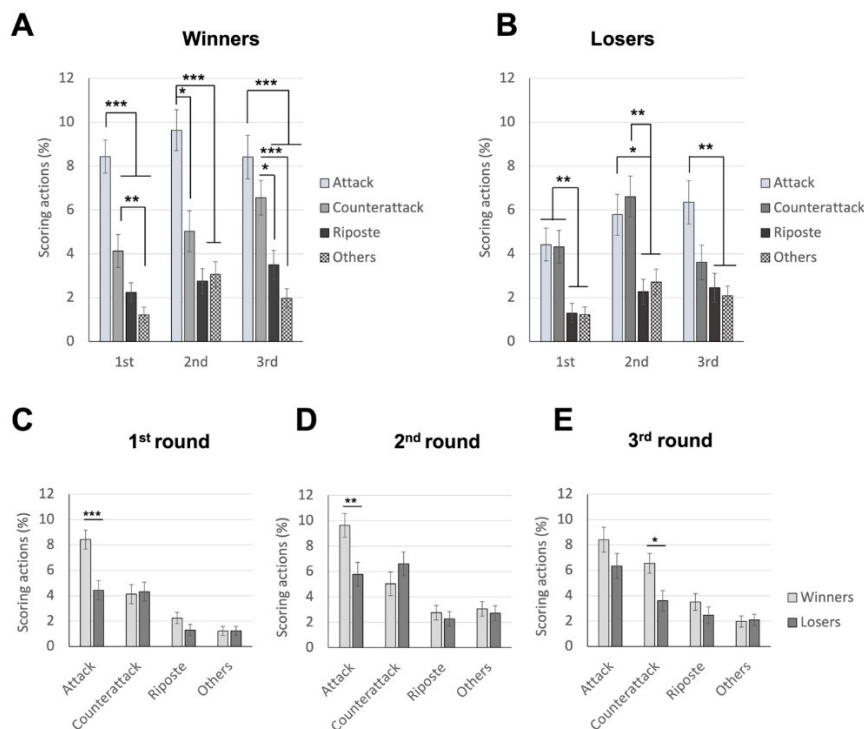 A
Winners
Scoring actions (%)
12
10
8
6
4
2
0
***
**
***
*
***
***
*
1st 2nd 3rd
Attack
Counterattack
Riposte
Others
B
Losers
Scoring actions (%)
12
10
8
6
4
2
0
**
**
*
**
1st 2nd 3rd
Attack
Counterattack
Riposte
Others
C
1st round
Scoring actions (%)
12
10
8
6
4
2
0
***
Attack Counterattack Riposte Others
D
2nd round
Scoring actions (%)
12
10
8
6
4
2
0
**
Attack Counterattack Riposte Others
E
3rd round
Scoring actions (%)
12
10
8
6
4
2
0
*
Attack Counterattack Riposte Others
Winners
Losers